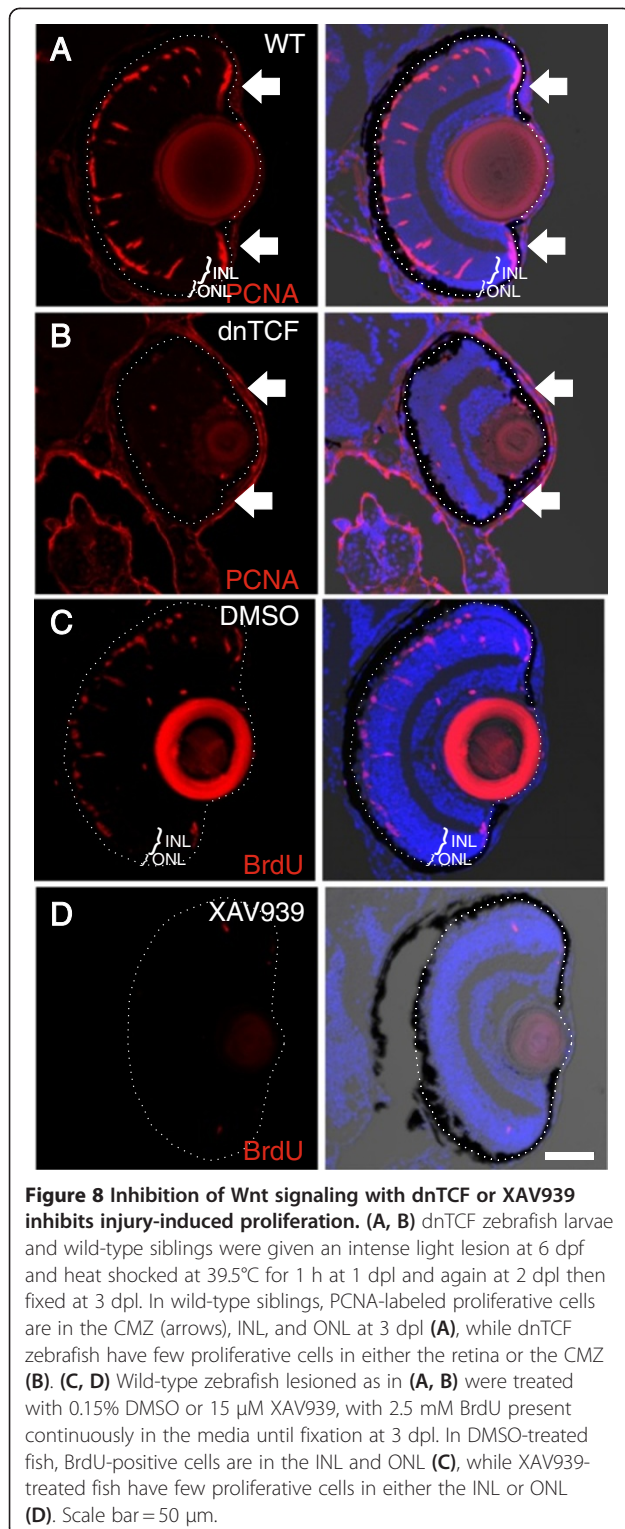 A WT
INL
ONL
PCNA
INL
ONL
B dnTCF
PCNA
C DMSO
INL
ONL
BrdU
INL
ONL
D XAV939
BrdU
Figure 8 Inhibition of Wnt signaling with dnTCF or XAV939
inhibits injury-induced proliferation. (A, B) dnTCF zebrafish larvae
and wild-type siblings were given an intense light lesion at 6 dpf
and heat shocked at 39.5°C for 1 h at 1 dpl and again at 2 dpl then
fixed at 3 dpl. In wild-type siblings, PCNA-labeled proliferative cells
are in the CMZ (arrows), INL, and ONL at 3 dpl (A), while dnTCF
zebrafish have few proliferative cells in either the retina or the CMZ
(B). (C, D) Wild-type zebrafish lesioned as in (A, B) were treated
with 0.15% DMSO or 15 μM XAV939, with 2.5 mM BrdU present
continuously in the media until fixation at 3 dpl. In DMSO-treated
fish, BrdU-positive cells are in the INL and ONL (C), while XAV939-
treated fish have few proliferative cells in either the INL or ONL
(D). Scale bar = 50 μm.